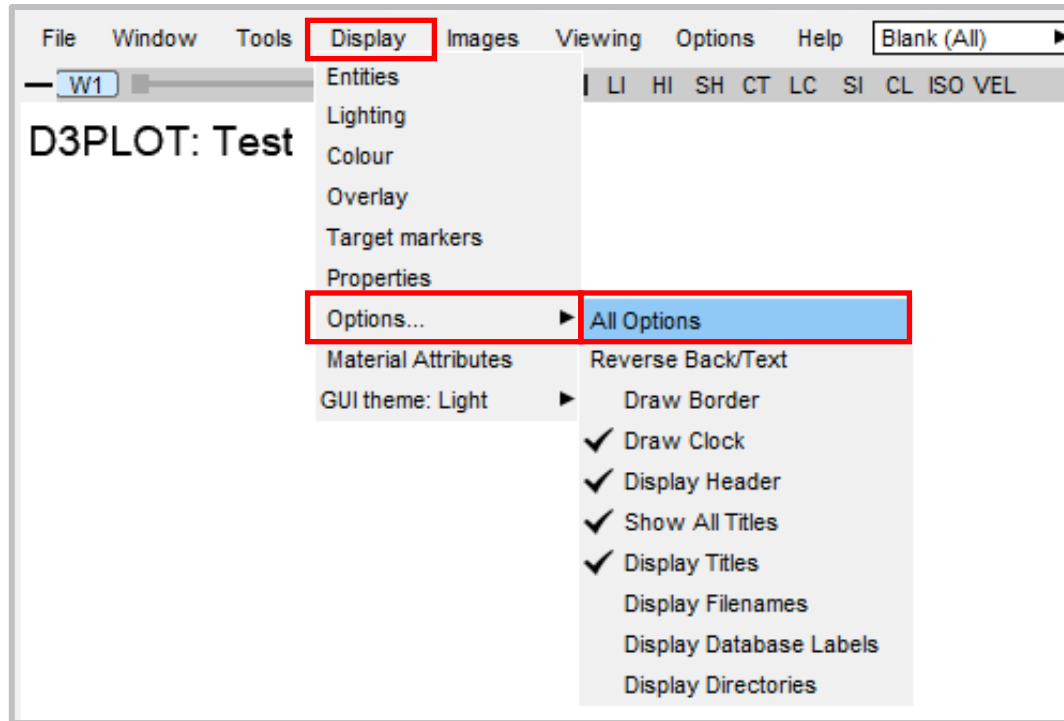 File Window Tools Display Images Viewing Options Help Blank (All)
W1 LI HI SH CT LC SI CL ISO VEL
D3PLOT: Test
Entities
Lighting
Colour
Overlay
Target markers
Properties
Options...
Material Attributes
GUI theme: Light
All Options
Reverse Back/Text
Draw Border
Draw Clock
Display Header
Show All Titles
Display Titles
Display Filenames
Display Database Labels
Display Directories